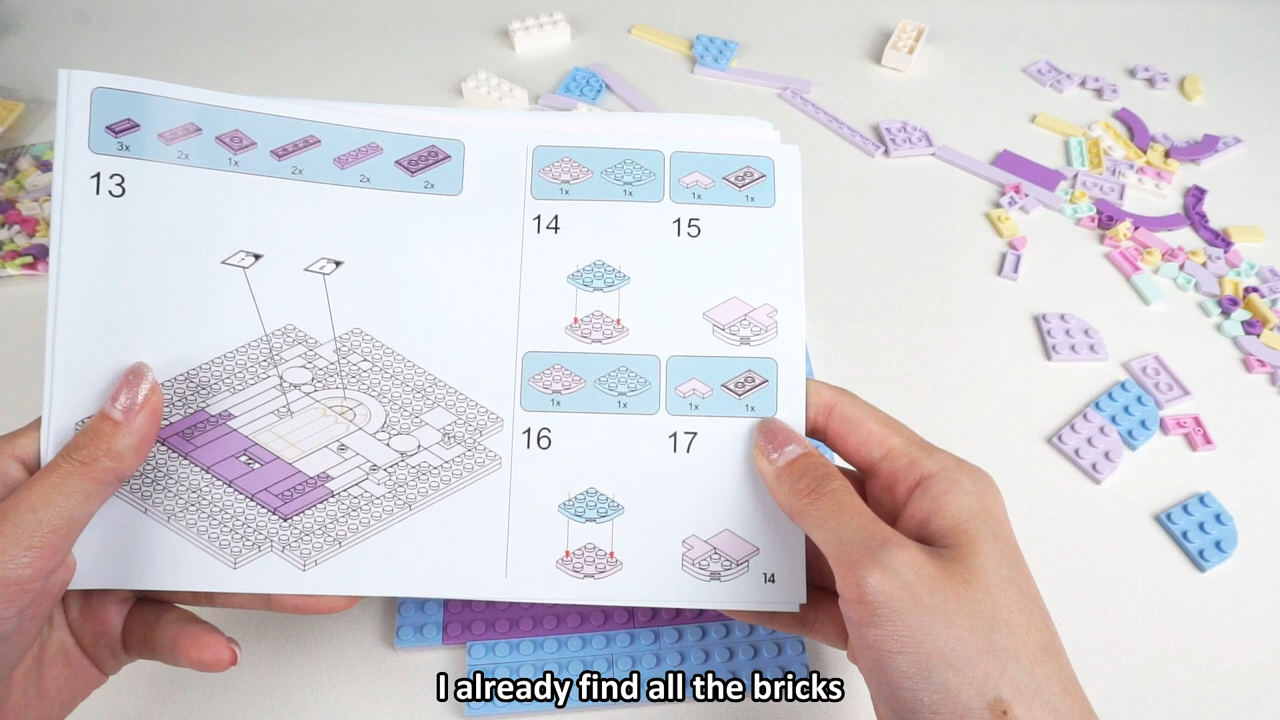 3x 2x 1x 2x 2x 2x
13
1x 1x
14
1x 1x
15
1x 1x
16
1x 1x
17
14
I already find all the bricks